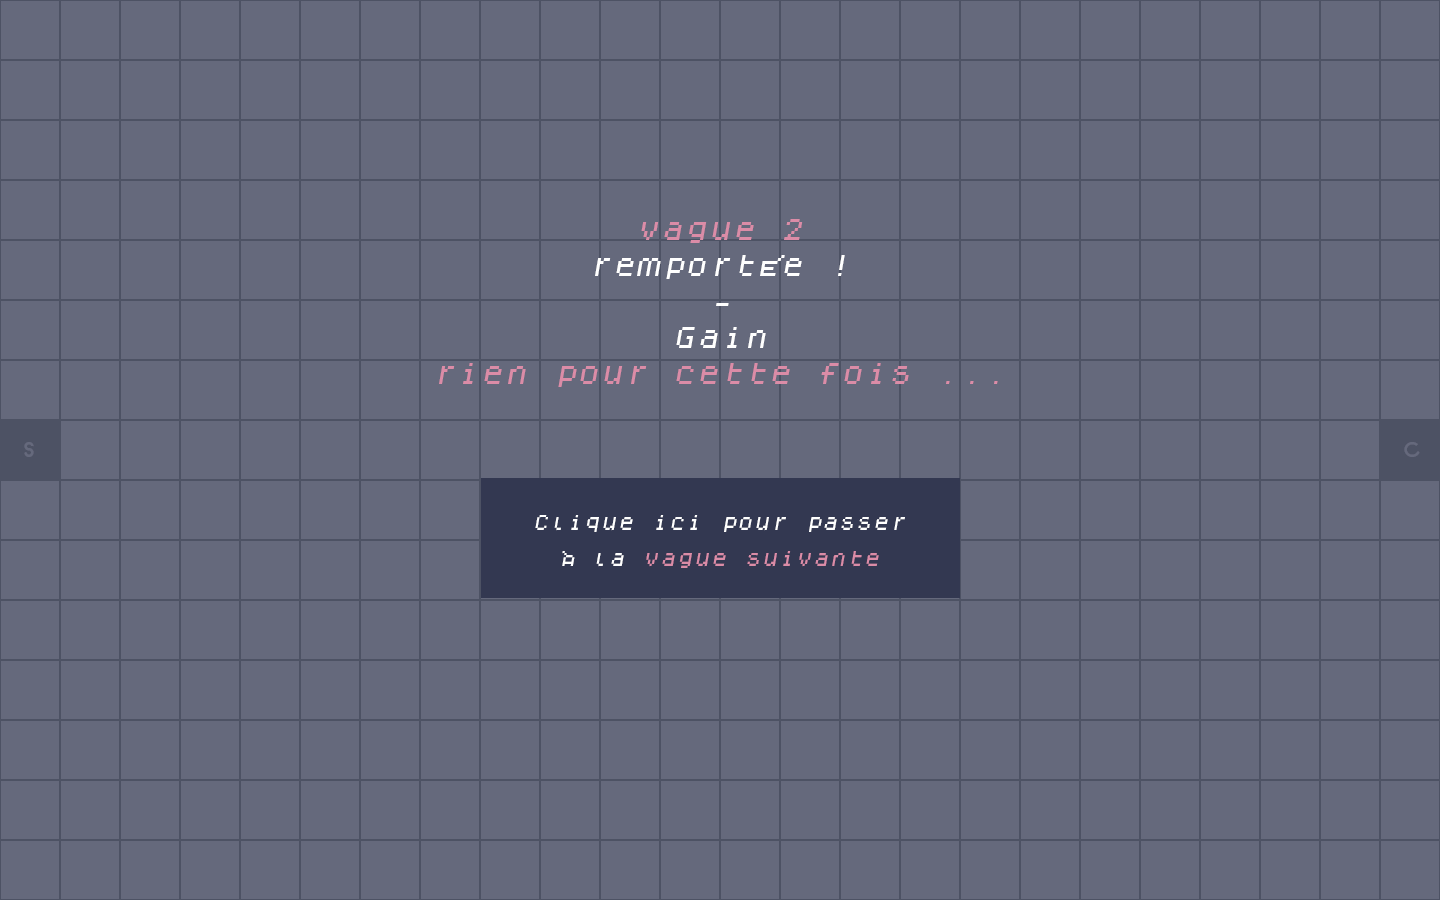 vague 2
remportée !
-
Gain
rien pour cette fois ...
S
C
Clique ici pour passer
à la vague suivante